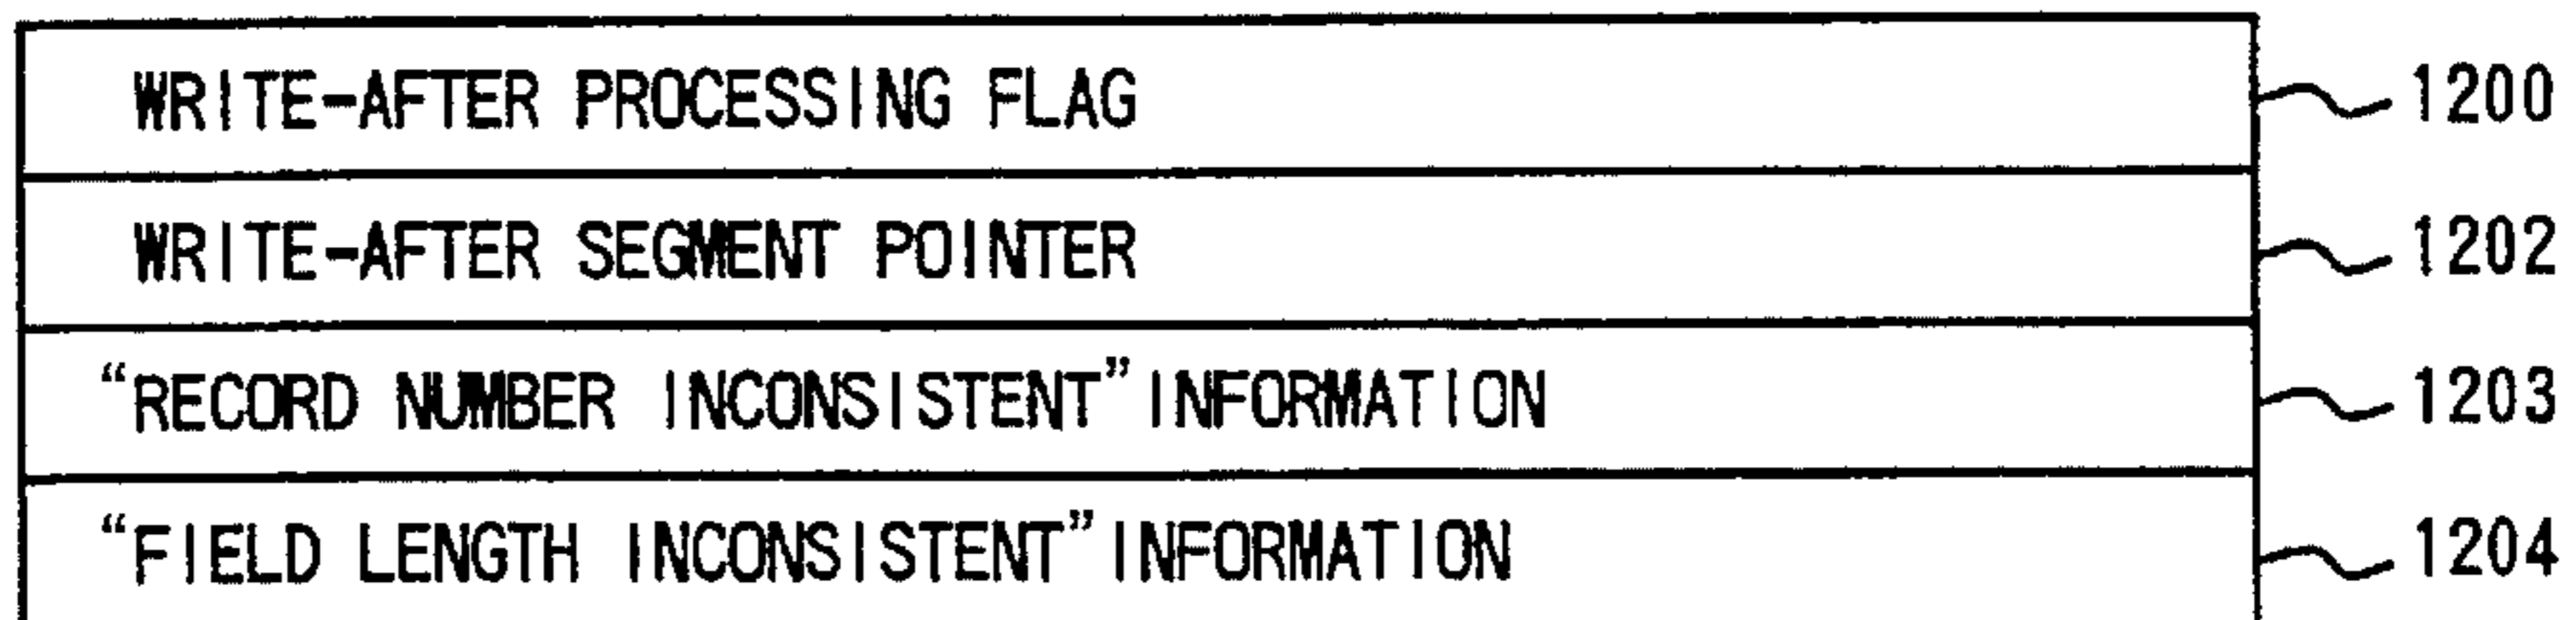 WRITE-AFTER PROCESSING FLAG 1200
WRITE-AFTER SEGMENT POINTER 1202
“RECORD NUMBER INCONSISTENT” INFORMATION 1203
“FIELD LENGTH INCONSISTENT” INFORMATION 1204